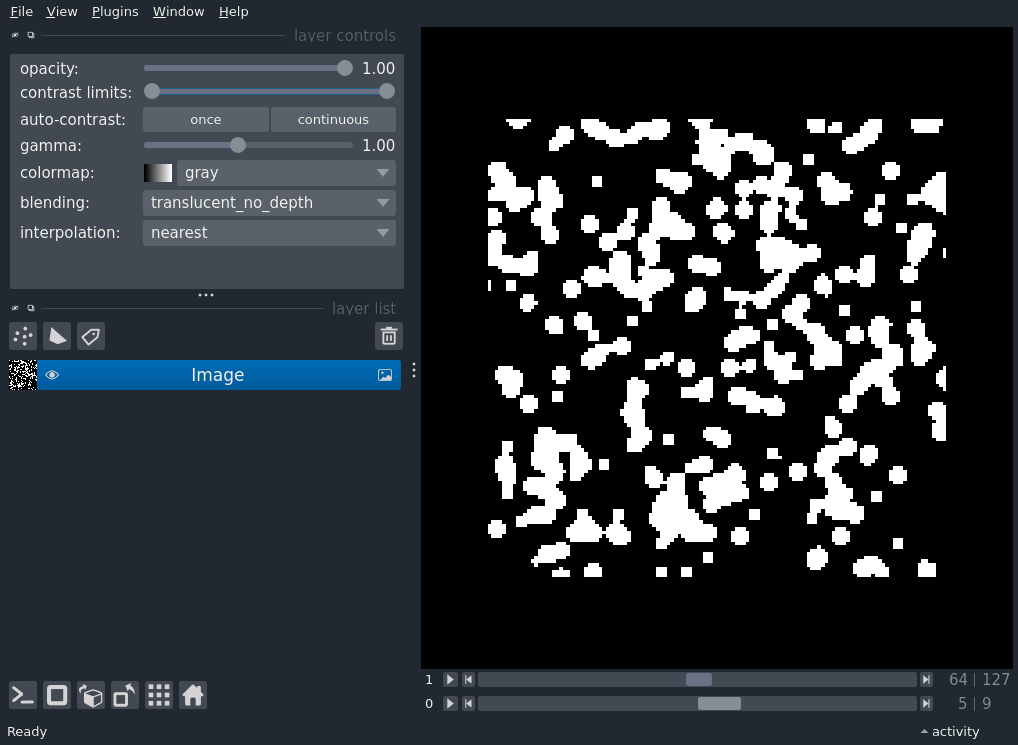 File View Plugins Window Help
layer controls
opacity: 1.00
contrast limits:
auto-contrast: once continuous
gamma: 1.00
colormap: gray
blending: translucent_no_depth
interpolation: nearest
layer list
Image
1 64 | 127
0 5 | 9
Ready activity